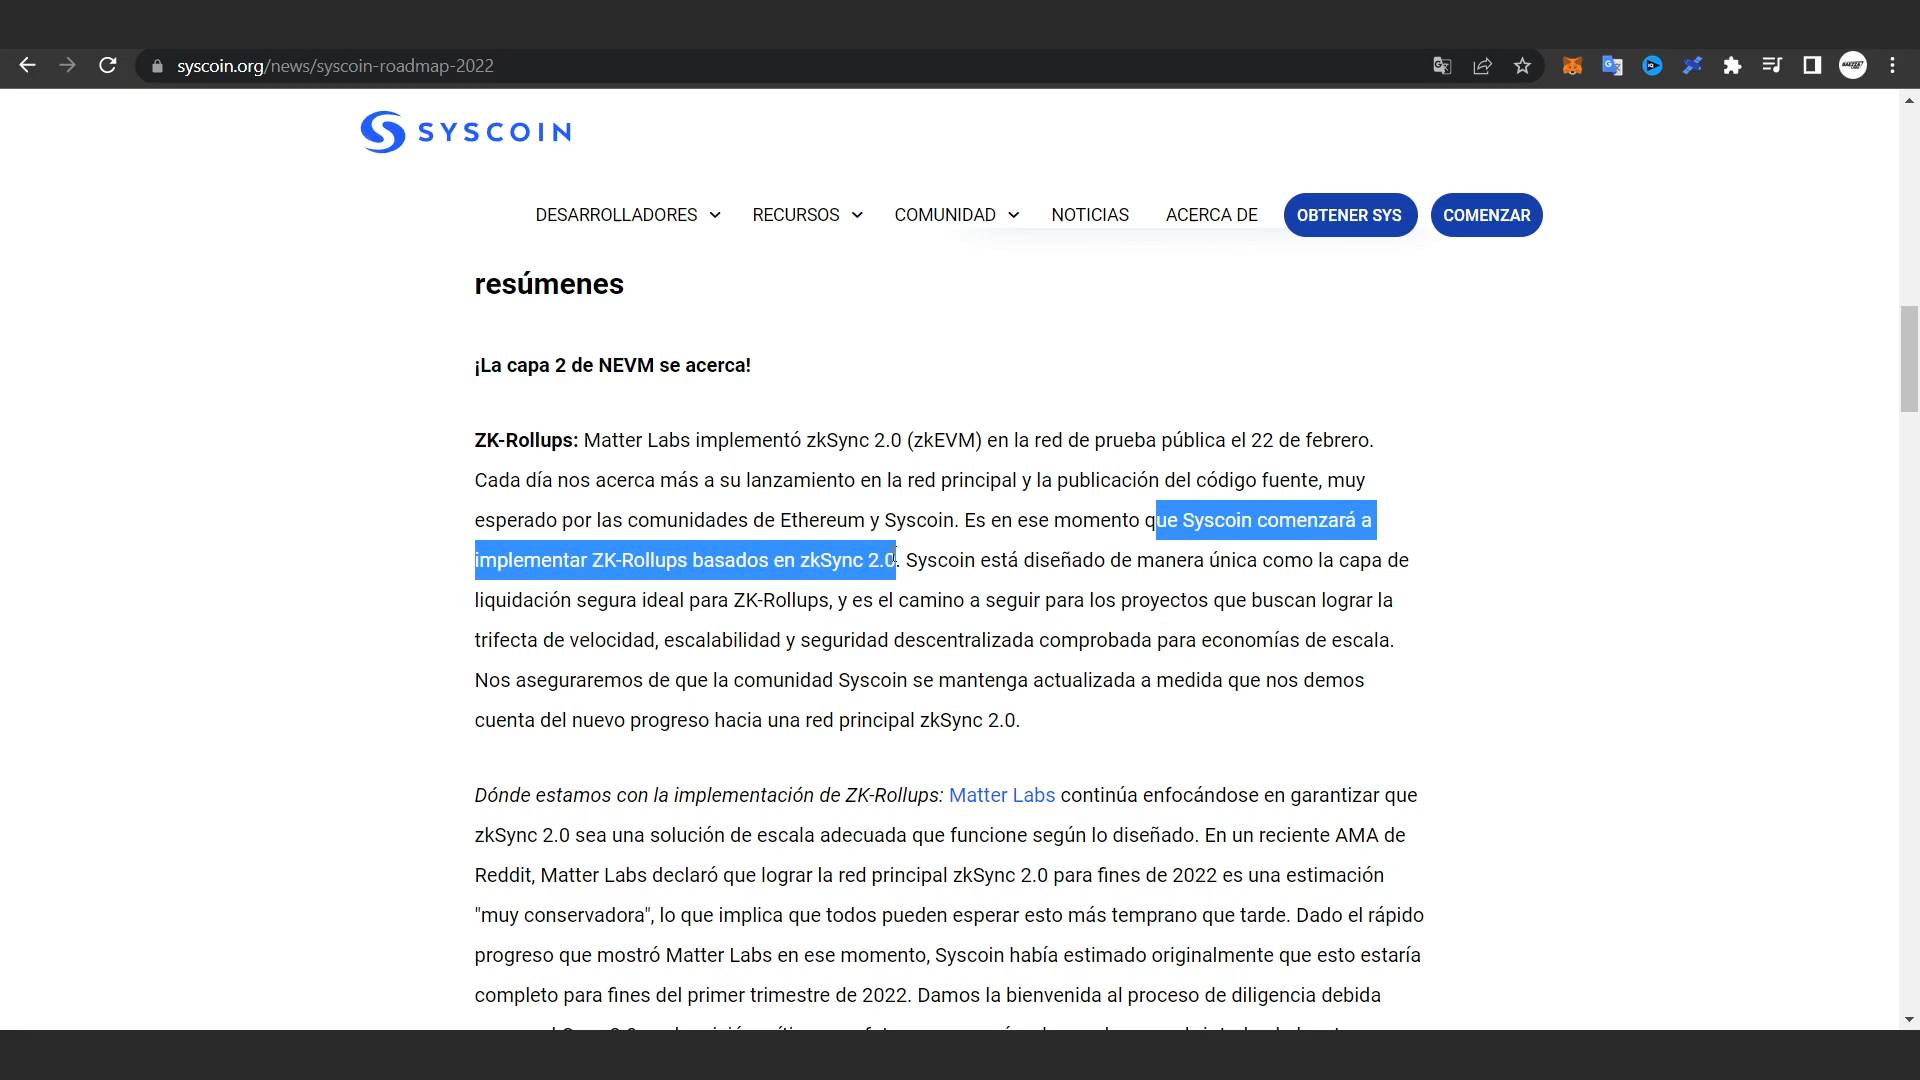 syscoin.org/news/syscoin-roadmap-2022
SYSCOIN
DESARROLLADORES RECURSOS COMUNIDAD NOTICIAS ACERCA DE OBTENER SYS COMENZAR
resúmenes
¡La capa 2 de NEVM se acerca!
ZK-Rollups: Matter Labs implementó zkSync 2.0 (zkEVM) en la red de prueba pública el 22 de febrero.
Cada día nos acerca más a su lanzamiento en la red principal y la publicación del código fuente, muy
esperado por las comunidades de Ethereum y Syscoin. Es en ese momento que Syscoin comenzará a
implementar ZK-Rollups basados en zkSync 2.0. Syscoin está diseñado de manera única como la capa de
liquidación segura ideal para ZK-Rollups, y es el camino a seguir para los proyectos que buscan lograr la
trifecta de velocidad, escalabilidad y seguridad descentralizada comprobada para economías de escala.
Nos aseguraremos de que la comunidad Syscoin se mantenga actualizada a medida que nos demos
cuenta del nuevo progreso hacia una red principal zkSync 2.0.
Dónde estamos con la implementación de ZK-Rollups: Matter Labs continúa enfocándose en garantizar que
zkSync 2.0 sea una solución de escala adecuada que funcione según lo diseñado. En un reciente AMA de
Reddit, Matter Labs declaró que lograr la red principal zkSync 2.0 para fines de 2022 es una estimación
"muy conservadora", lo que implica que todos pueden esperar esto más temprano que tarde. Dado el rápido
progreso que mostró Matter Labs en ese momento, Syscoin había estimado originalmente que esto estaría
completo para fines del primer trimestre de 2022. Damos la bienvenida al proceso de diligencia debida